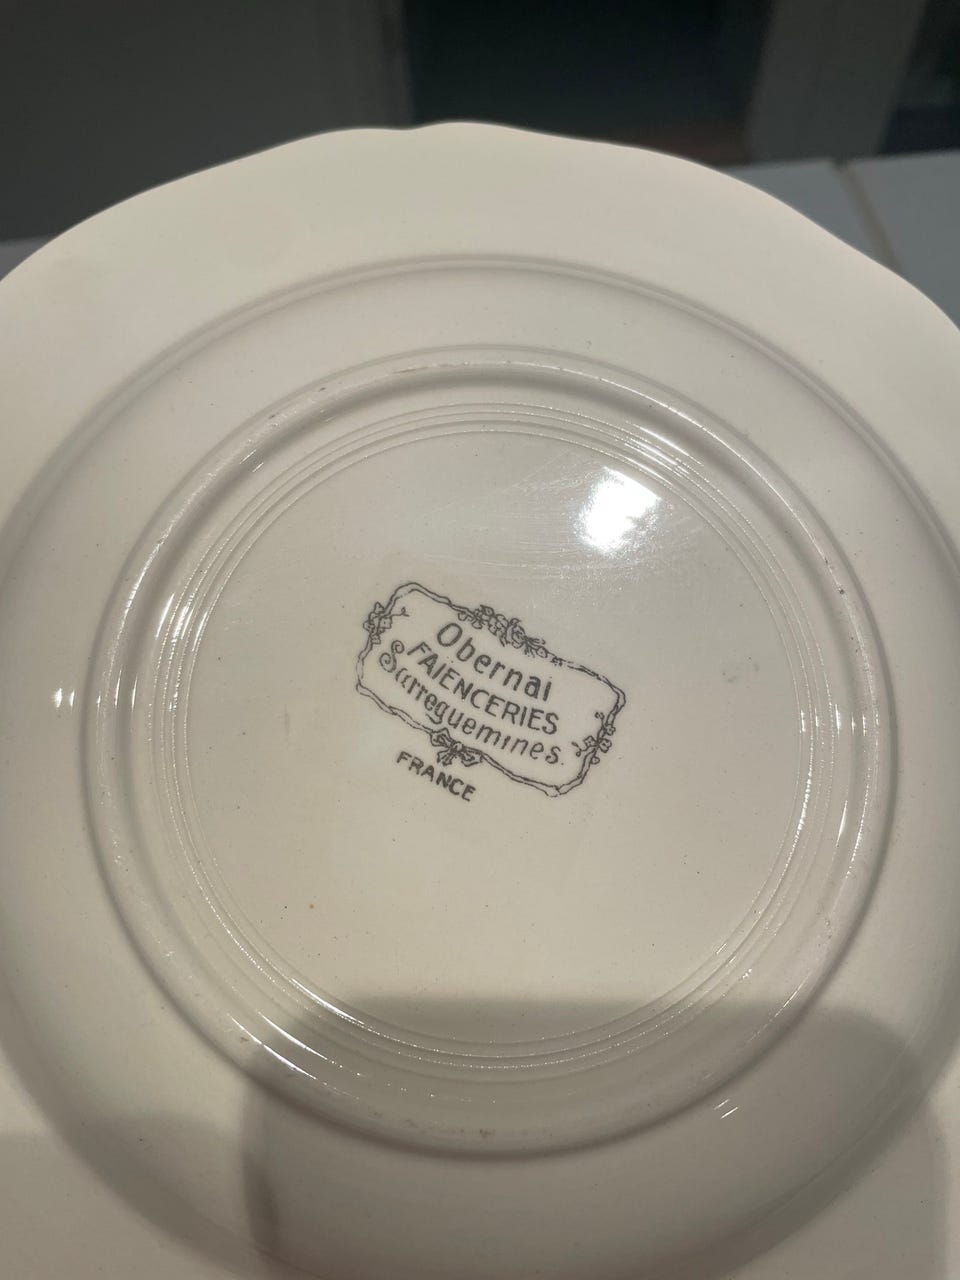 Obernai
FAIENCERIES
Sarreguemines.
FRANCE